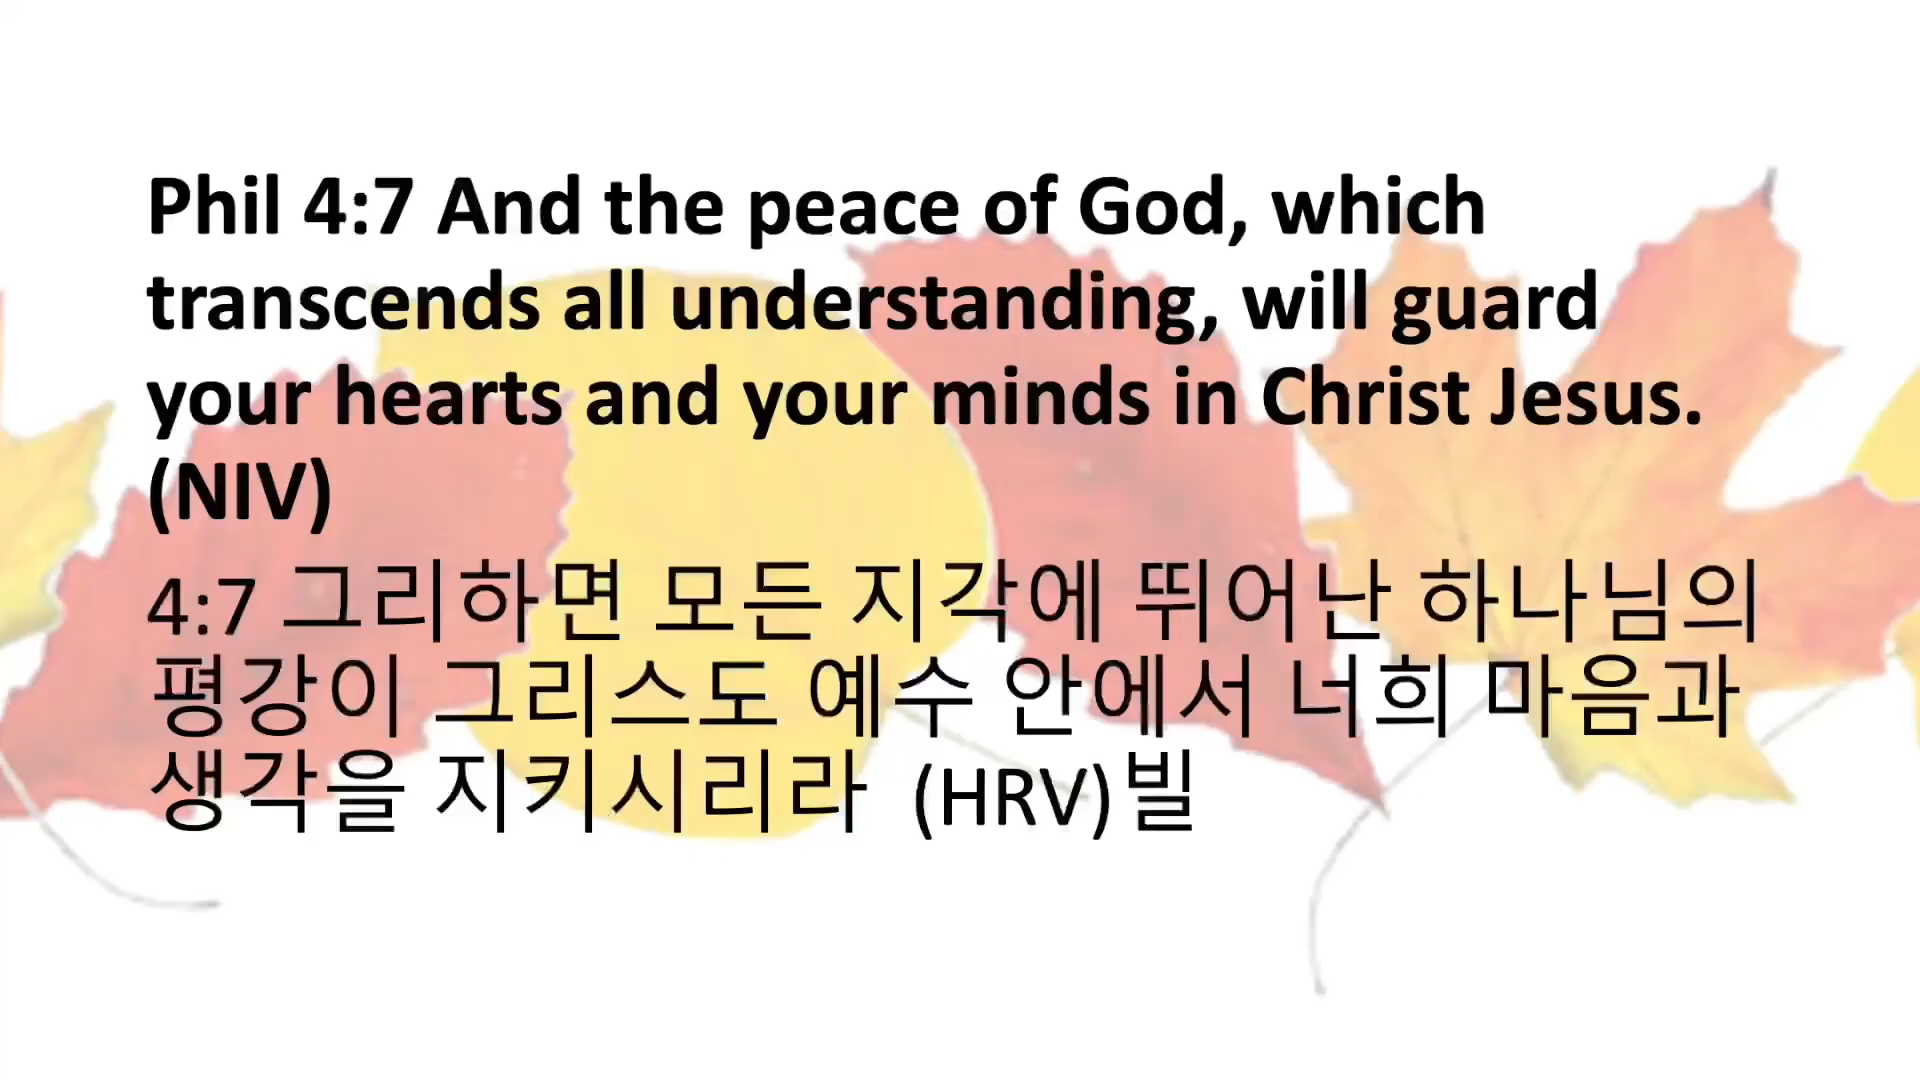 Phil 4:7 And the peace of God, which
transcends all understanding, will guard
your hearts and your minds in Christ Jesus.
(NIV)
4:7 그리하면 모든 지각에 뛰어난 하나님의
평강이 그리스도 예수 안에서 너희 마음과
생각을 지키시리라 (HRV)빌